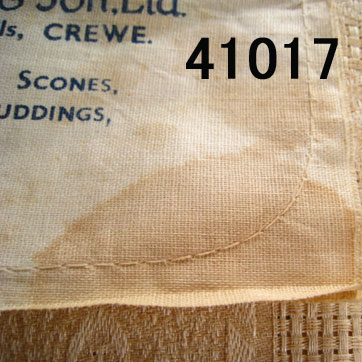 Son, Ltd.
ls, CREWE.
41017
SCONES,
UDDINGS,